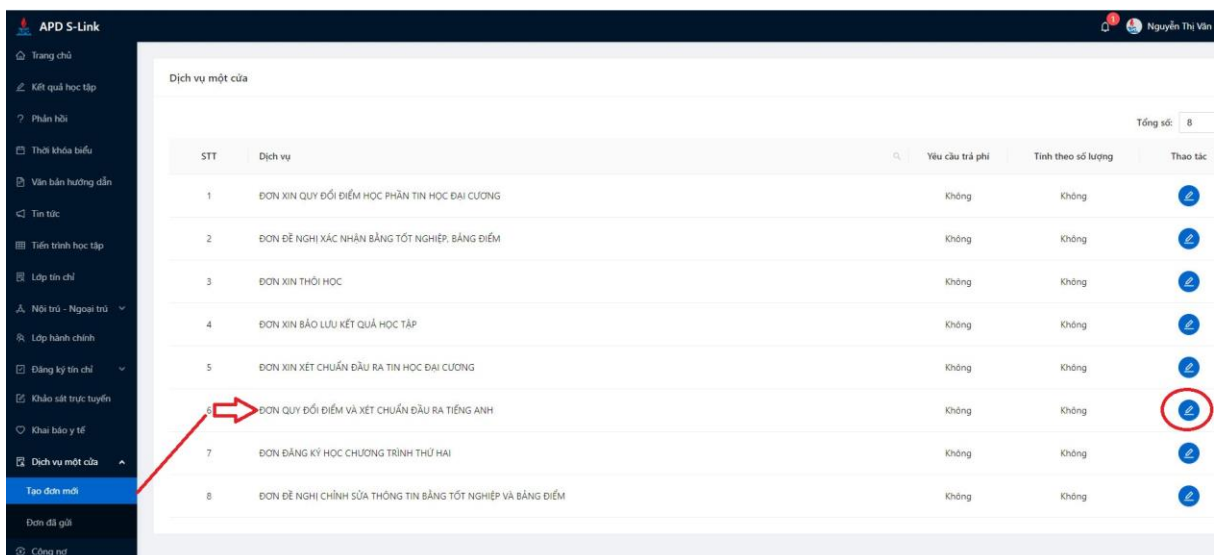 APD S-Link
1
Nguyễn Thị Vân
Trang chủ
Kết quả học tập
Phản hồi
Thời khóa biểu
Văn bản hướng dẫn
Tin tức
Tiến trình học tập
Lớp tín chỉ
Nội trú - Ngoại trú
Lớp hành chính
Đăng ký tín chỉ
Khảo sát trực tuyến
Khai báo y tế
Dịch vụ một cửa
Tạo đơn mới
Đơn đã gửi
Công nợ
Dịch vụ một cửa
Tổng số: 8
STT Dịch vụ Yêu cầu trả phí Tính theo số lượng Thao tác
1 ĐƠN XIN QUY ĐỔI ĐIỂM HỌC PHẦN TIN HỌC ĐẠI CƯƠNG Không Không
2 ĐƠN ĐỀ NGHỊ XÁC NHẬN BẰNG TỐT NGHIỆP, BẢNG ĐIỂM Không Không
3 ĐƠN XIN THÔI HỌC Không Không
4 ĐƠN XIN BẢO LƯU KẾT QUẢ HỌC TẬP Không Không
5 ĐƠN XIN XÉT CHUẨN ĐẦU RA TIN HỌC ĐẠI CƯƠNG Không Không
6 ĐƠN QUY ĐỔI ĐIỂM VÀ XÉT CHUẨN ĐẦU RA TIẾNG ANH Không Không
7 ĐƠN ĐĂNG KÝ HỌC CHƯƠNG TRÌNH THỨ HAI Không Không
8 ĐƠN ĐỀ NGHỊ CHỈNH SỬA THÔNG TIN BẰNG TỐT NGHIỆP VÀ BẢNG ĐIỂM Không Không